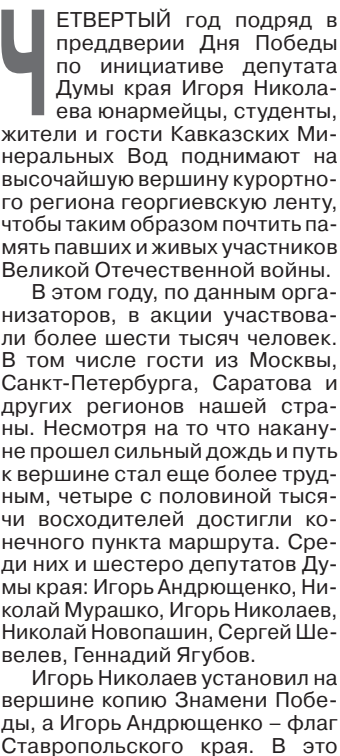 ЧЕТВЕРТЫЙ год подряд в
преддверии Дня Победы
по инициативе депутата
Думы края Игоря Никола-
ева юнармейцы, студенты,
жители и гости Кавказских Ми-
неральных Вод поднимают на
высочайшую вершину курортно-
го региона георгиевскую ленту,
чтобы таким образом почтить па-
мять павших и живых участников
Великой Отечественной войны.
В этом году, по данным орга-
низаторов, в акции участвова-
ли более шести тысяч человек.
В том числе гости из Москвы,
Санкт-Петербурга, Саратова и
других регионов нашей стра-
ны. Несмотря на то что накану-
не прошел сильный дождь и путь
к вершине стал еще более труд-
ным, четыре с половиной тыся-
чи восходителей достигли ко-
нечного пункта маршрута. Сре-
ди них и шестеро депутатов Ду-
мы края: Игорь Андрющенко, Ни-
колай Мурашко, Игорь Николаев,
Николай Новопашин, Сергей Ше-
велев, Геннадий Ягубов.
Игорь Николаев установил на
вершине копию Знамени Побе-
ды, а Игорь Андрющенко – флаг
Ставропольского края. В это